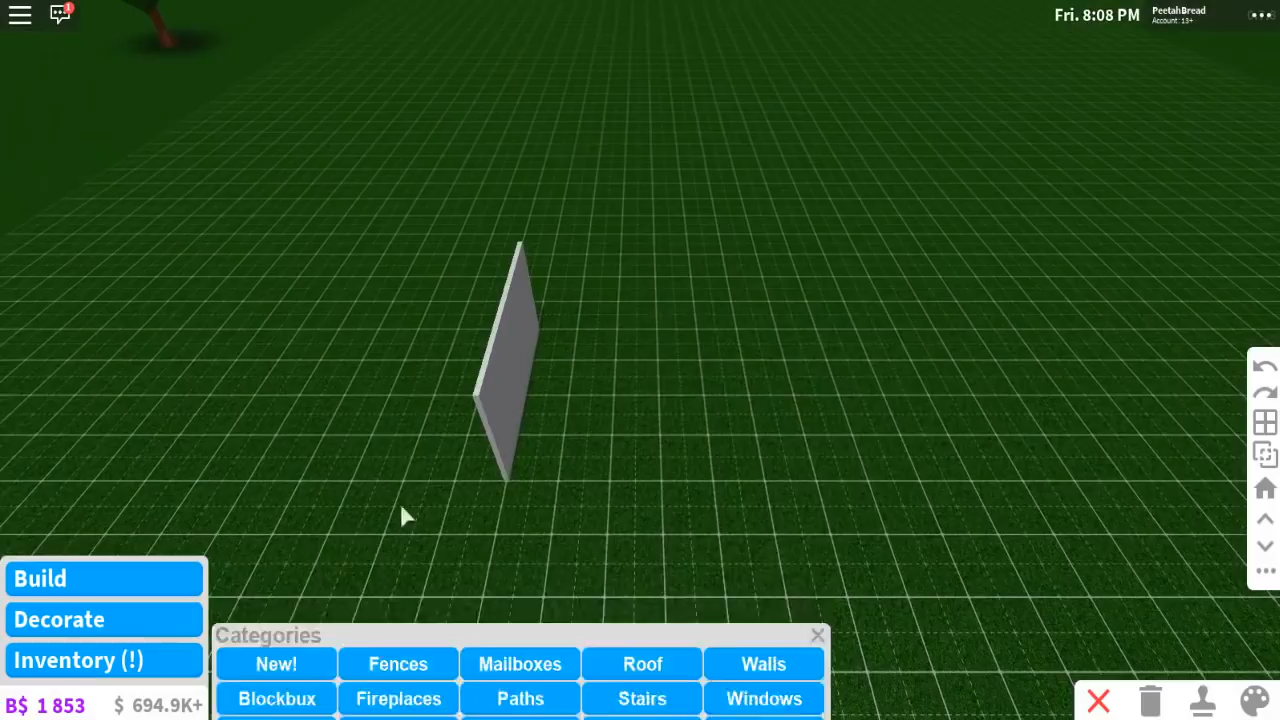 1
Fri. 8:08 PM
PeetahBread
Account: 13+
Build
Decorate
Inventory (!)
B$ 1 853 $ 694.9K+
Categories
New! Fences Mailboxes Roof Walls
Blockbux Fireplaces Paths Stairs Windows